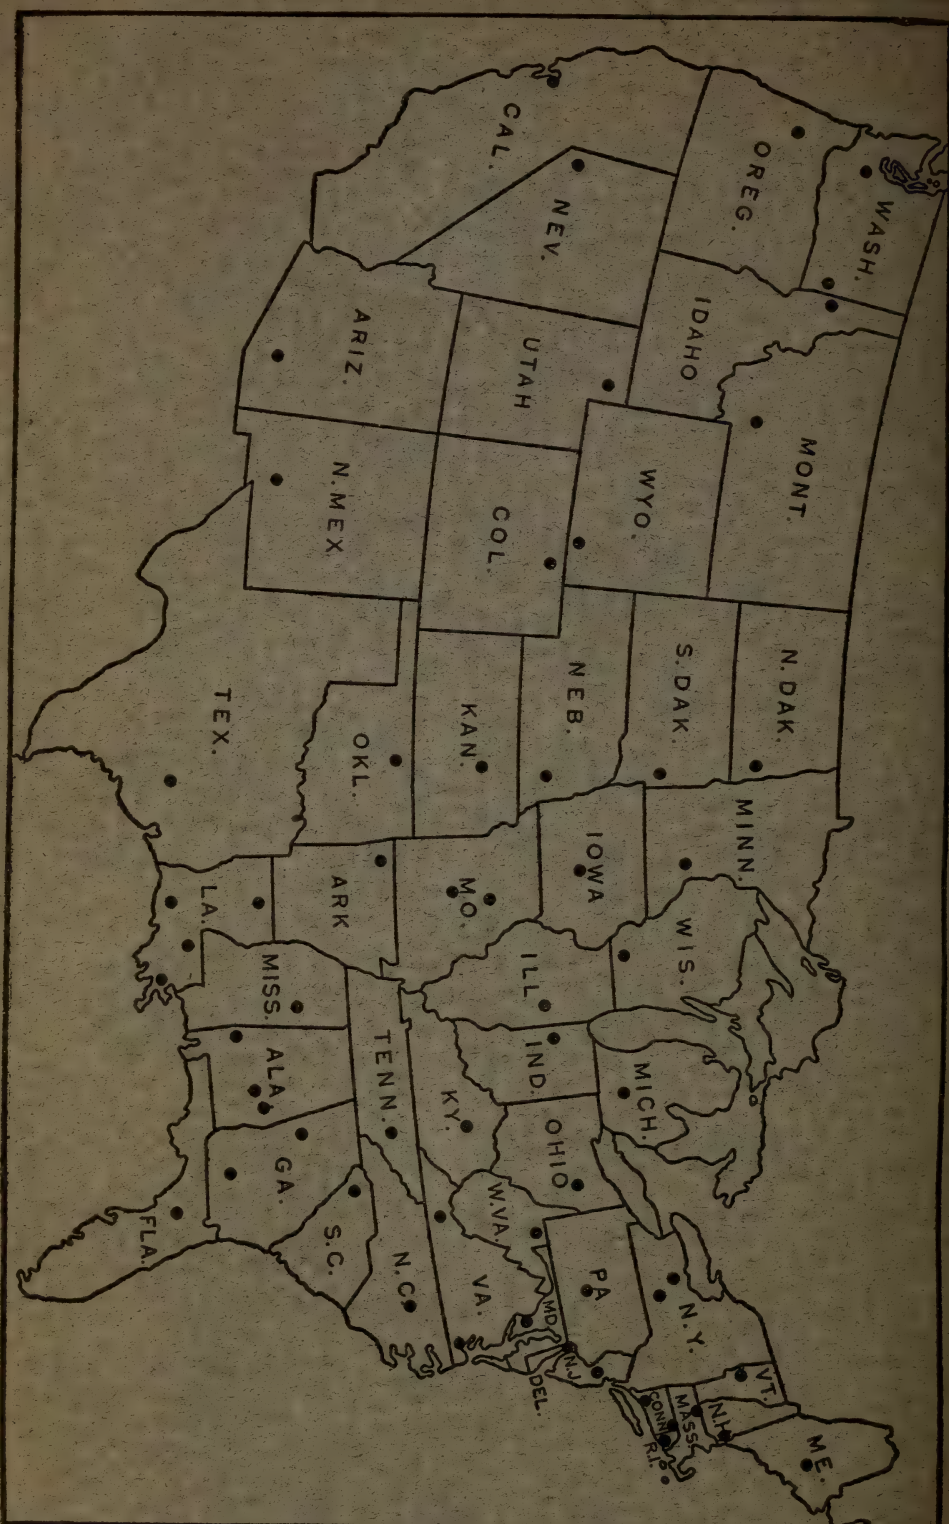 WASH.
OREG.
CAL.
NEV.
IDAHO
MONT.
WYO.
UTAH
COL.
ARIZ.
N.MEX.
N.DAK.
S.DAK.
NEB.
KAN.
OKL.
TEX.
MINN.
IOWA
MO.
ARK
LA.
WIS.
ILL
MISS.
MICH.
IND.
OHIO
KY.
TENN.
ALA.
GA.
FLA.
S.C.
N.C.
VA.
W.VA.
MD.
DEL.
PA
N.J.
N.Y.
CONN.
R.I.
MASS.
VT.
N.H.
ME.